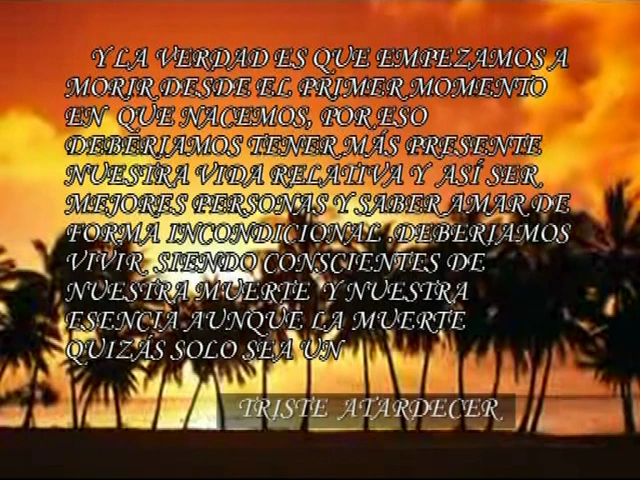 Y LA VERDAD ES QUE EMPEZAMOS A
MORIR DESDE EL PRIMER MOMENTO
EN QUE NACEMOS, POR ESO
DEBERIAMOS TENER MÁS PRESENTE
NUESTRA VIDA RELATIVA Y ASÍ SER
MEJORES PERSONAS Y SABER AMAR DE
FORMA INCONDICIONAL .DEBERIAMOS
VIVIR SIENDO CONSCIENTES DE
NUESTRA MUERTE Y NUESTRA
ESENCIA AUNQUE LA MUERTE
QUIZÁS SOLO SEA UN
TRISTE ATARDECER